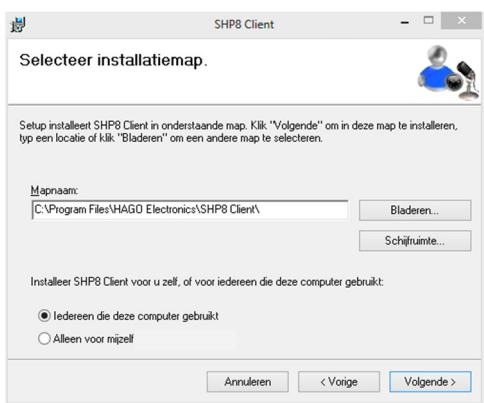 SHP8 Client
Selecteer installatiemap.
Setup installeert SHP8 Client in onderstaande map. Klik "Volgende" om in deze map te installeren,
typ een locatie of klik "Bladeren" om een andere map te selecteren.
Mapnaam:
C:\Program Files\HAGO Electronics\SHP8 Client\
Bladeren...
Schijfruimte...
Installeer SHP8 Client voor u zelf, of voor iedereen die deze computer gebruikt:
Iedereen die deze computer gebruikt
Alleen voor mijzelf
Annuleren
< Vorige
Volgende >